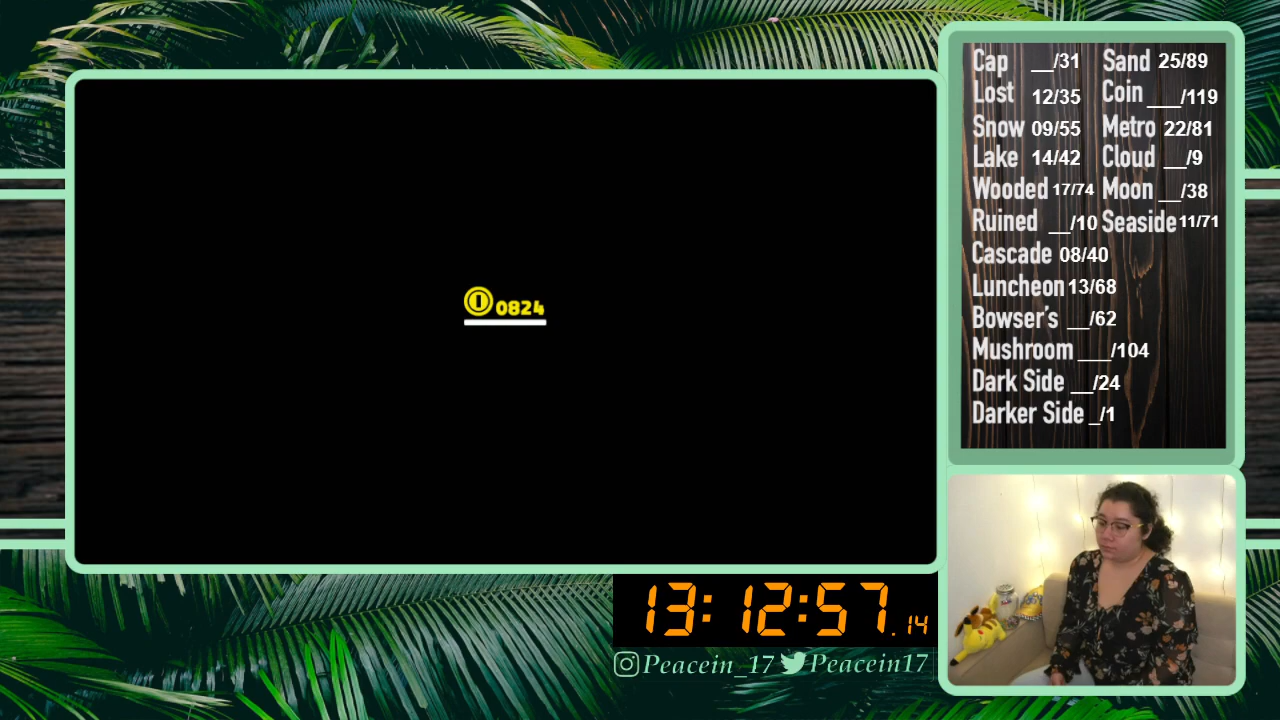 Cap __/31 Sand 25/89
Lost 12/35 Coin ___/119
Snow 09/55 Metro 22/81
Lake 14/42 Cloud __/9
Wooded 17/74 Moon __/38
Ruined __/10 Seaside 11/71
Cascade 08/40
Luncheon 13/68
Bowser's __/62
Mushroom ___/104
Dark Side __/24
Darker Side _/1
0824
13:12:57.14
Peacein_17 Peacein17